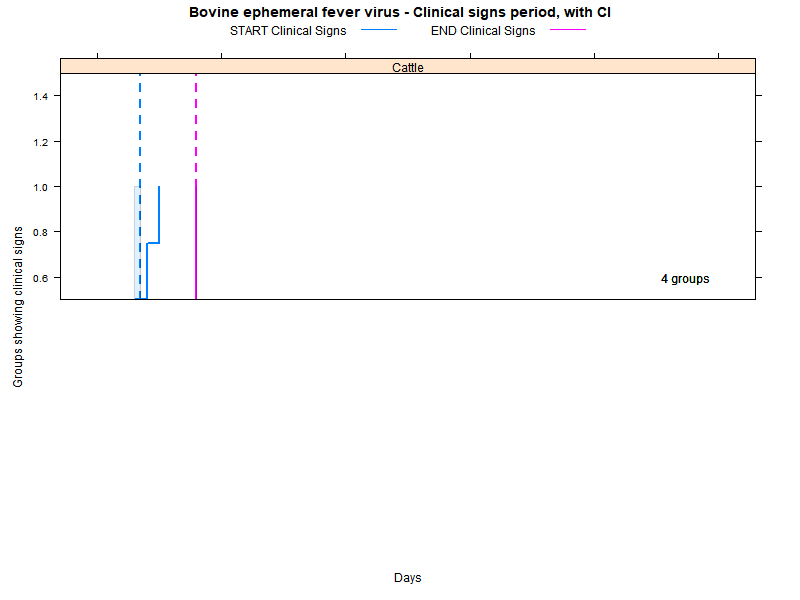 Bovine ephemeral fever virus - Clinical signs period, with CI
START Clinical Signs
END Clinical Signs
Cattle
1.4
1.2
1.0
0.8
0.6
4 groups
Groups showing clinical signs
Days